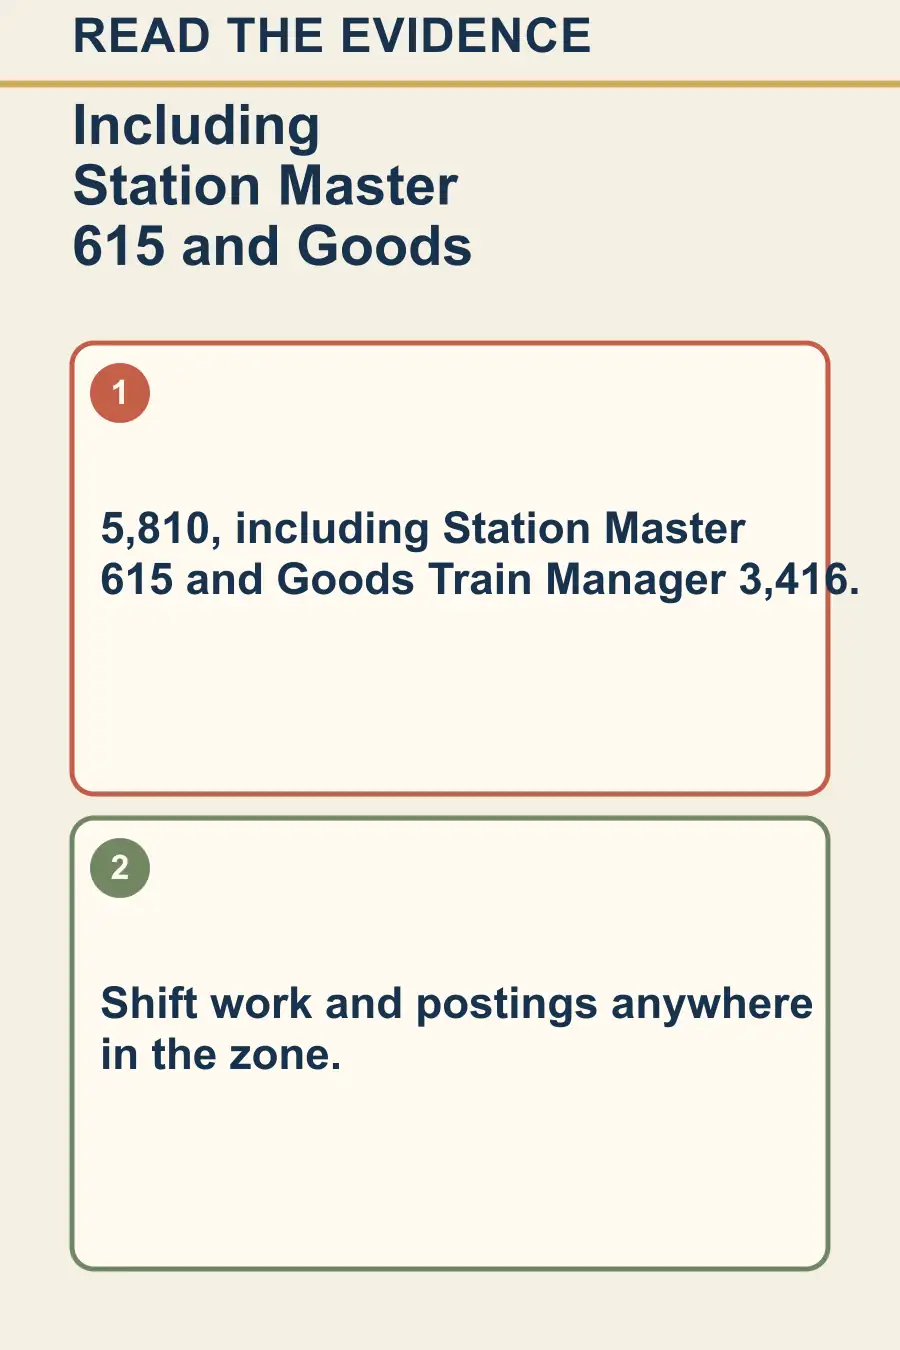 READ THE EVIDENCE
Including
Station Master
615 and Goods
1
5,810, including Station Master
615 and Goods Train Manager 3,416.
2
Shift work and postings anywhere
in the zone.